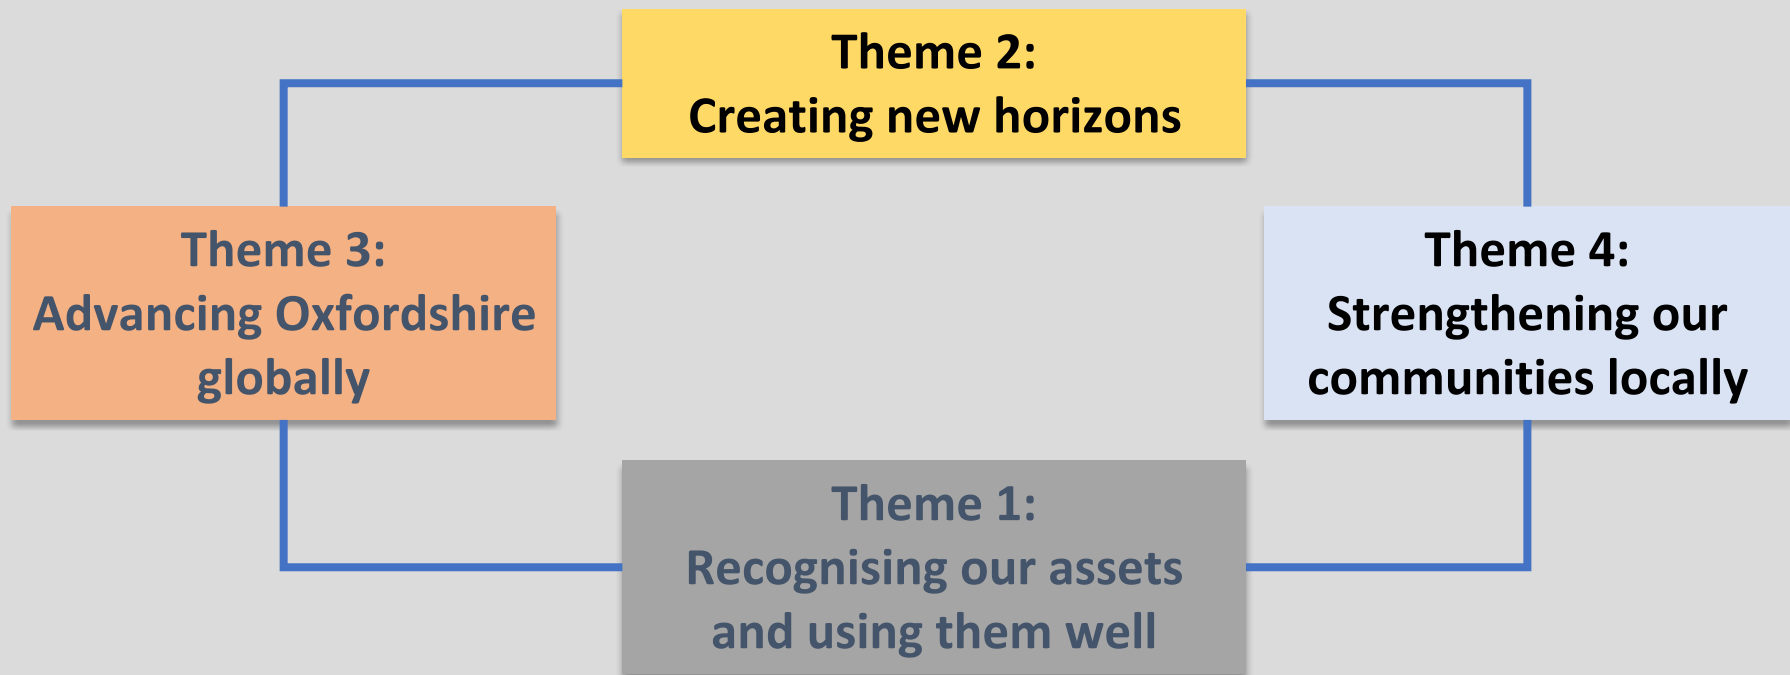 Theme 2:
Creating new horizons
Theme 3:
Advancing Oxfordshire
globally
Theme 4:
Strengthening our
communities locally
Theme 1:
Recognising our assets
and using them well